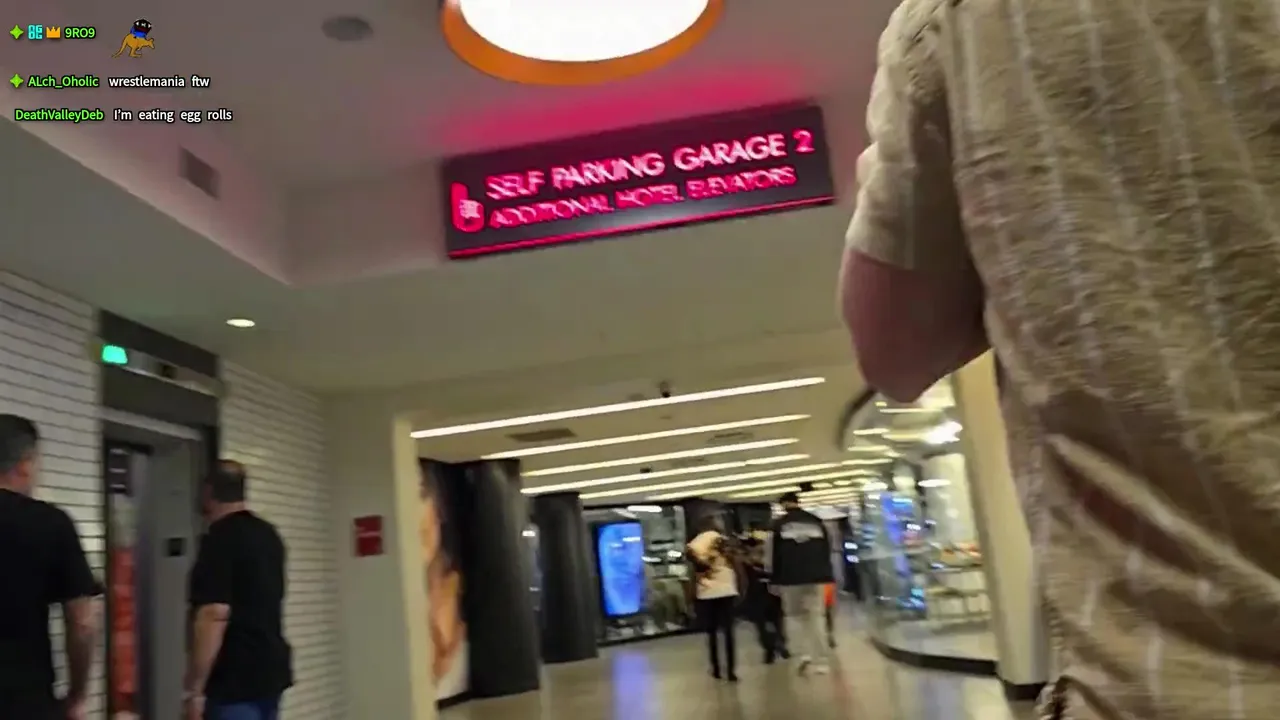 9RO9
ALch_Oholic wrestlemania ftw
DeathValleyDeb I'm eating egg rolls
SELF PARKING GARAGE 2
ADDITIONAL HOTEL ELEVATORS